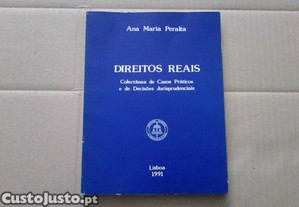 Ana Maria Peralta
DIREITOS REAIS
Colectânea de Casos Práticos
e de Decisões Jurisprudenciais
Lisboa
1991
CustoJusto.pt